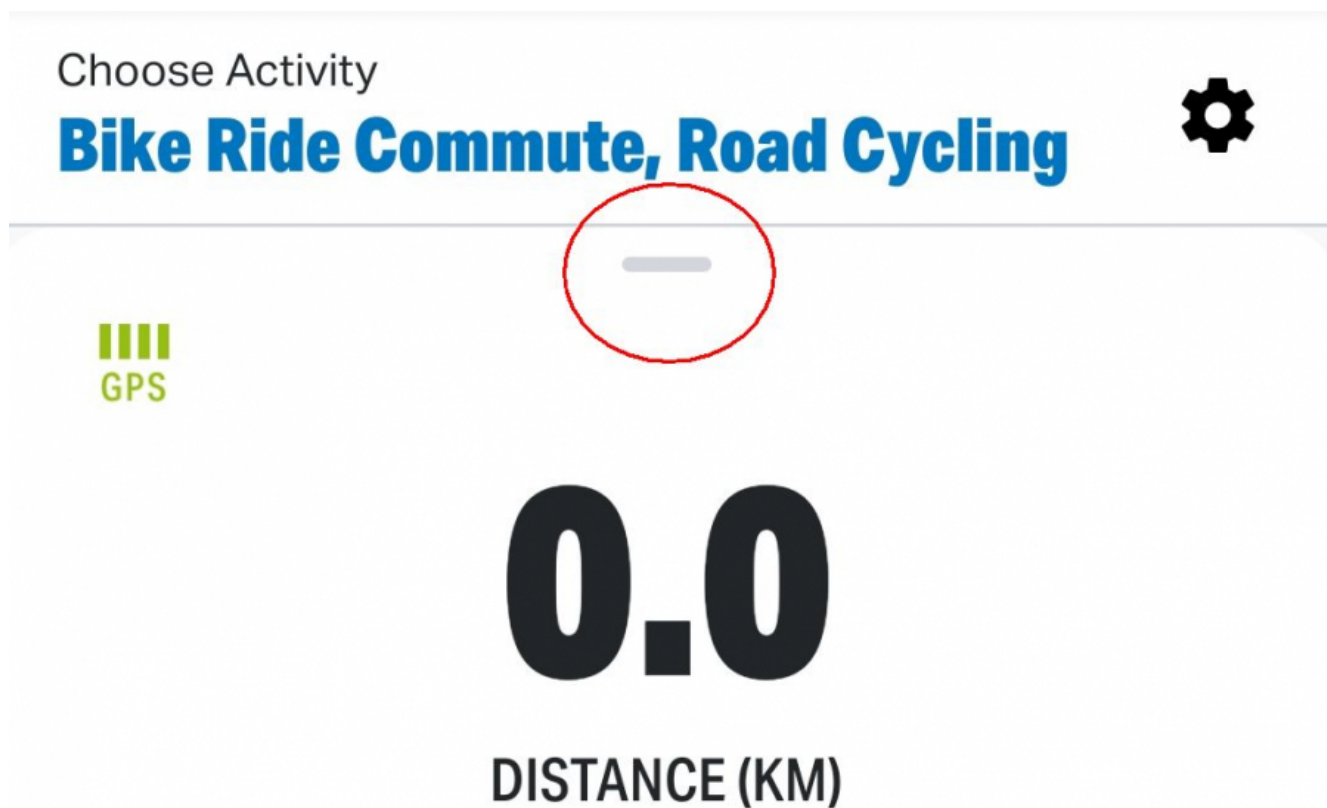 Choose Activity
Bike Ride Commute, Road Cycling
GPS
0.0
DISTANCE (KM)